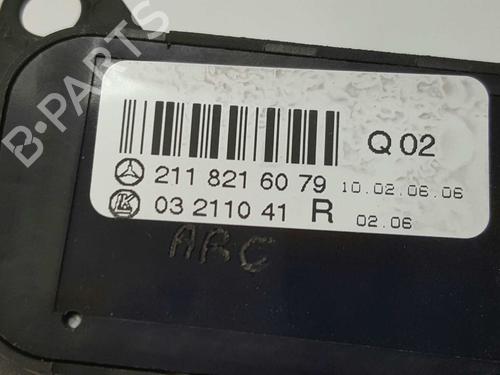 B-PARTS
Q 02
211 821 60 79 10.02.06.06
K 03 2110 41 R 02.06
ARC